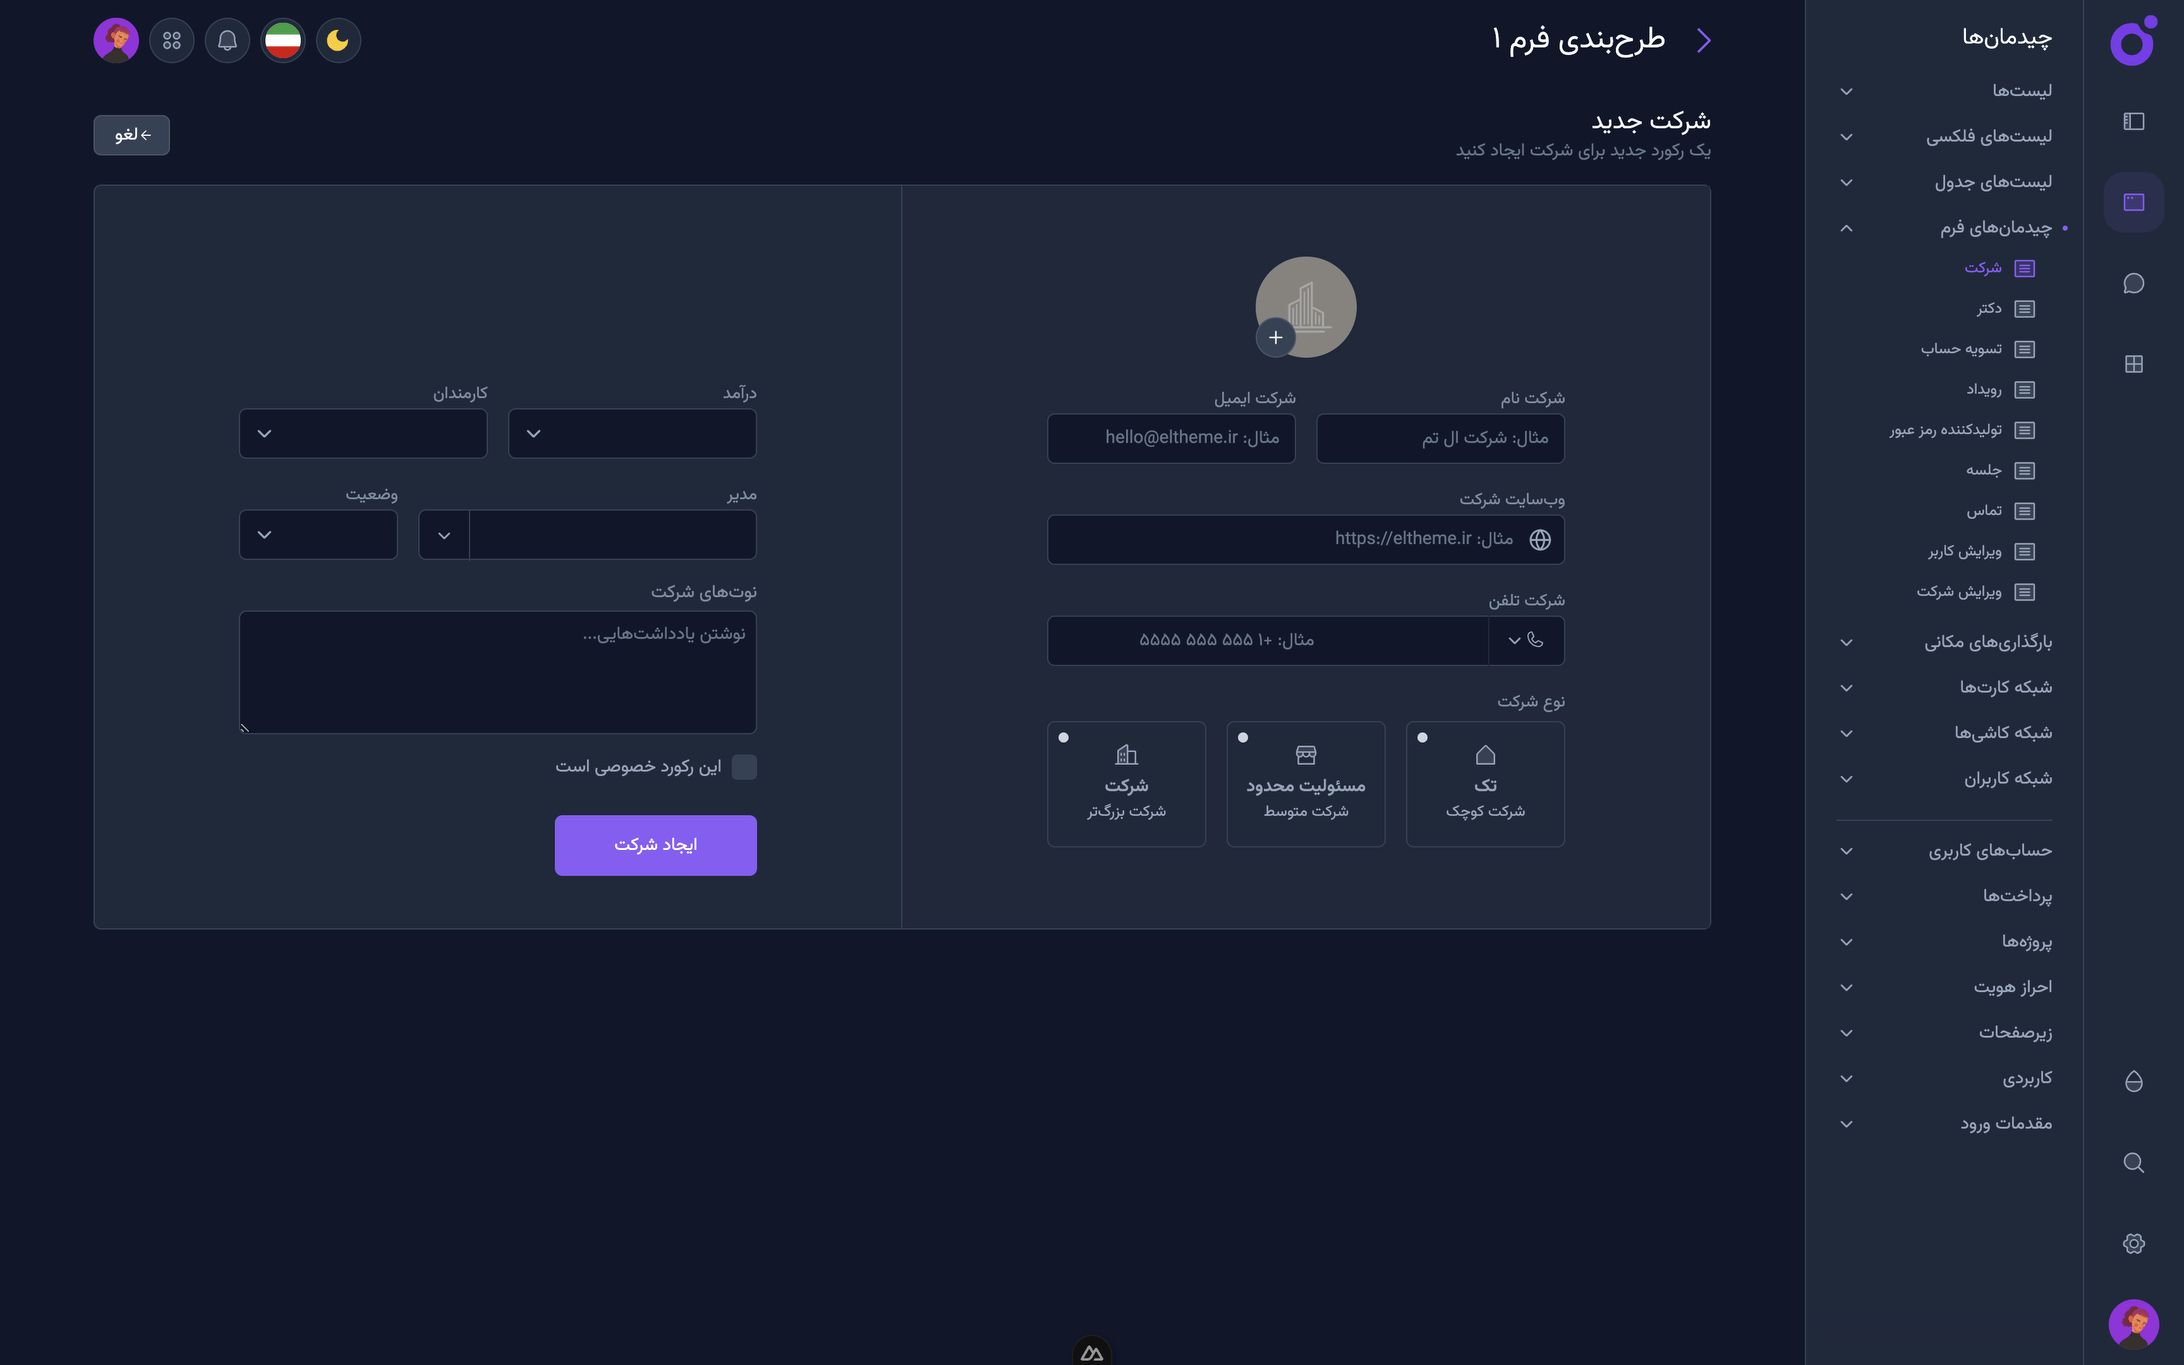 چیدمان‌ها
لیست‌ها
لیست‌های فلکسی
لیست‌های جدول
چیدمان‌های فرم
شرکت
دکتر
تسویه حساب
رویداد
تولیدکننده رمز عبور
جلسه
تماس
ویرایش کاربر
ویرایش شرکت
بارگذاری‌های مکانی
شبکه کارت‌ها
شبکه کاشی‌ها
شبکه کاربران
حساب‌های کاربری
پرداخت‌ها
پروژه‌ها
احراز هویت
زیرصفحات
کاربردی
مقدمات ورود
طرح‌بندی فرم ۱
شرکت جدید
یک رکورد جدید برای شرکت ایجاد کنید
لغو
شرکت نام
شرکت ایمیل
مثال: شرکت ال تم
مثال: hello@eltheme.ir
وب‌سایت شرکت
مثال: https://eltheme.ir
شرکت تلفن
مثال: +۱ ۵۵۵ ۵۵۵ ۵۵۵۵
نوع شرکت
تک
شرکت کوچک
مسئولیت محدود
شرکت متوسط
شرکت
شرکت بزرگ‌تر
درآمد
کارمندان
مدیر
وضعیت
نوت‌های شرکت
نوشتن یادداشت‌هایی...
این رکورد خصوصی است
ایجاد شرکت